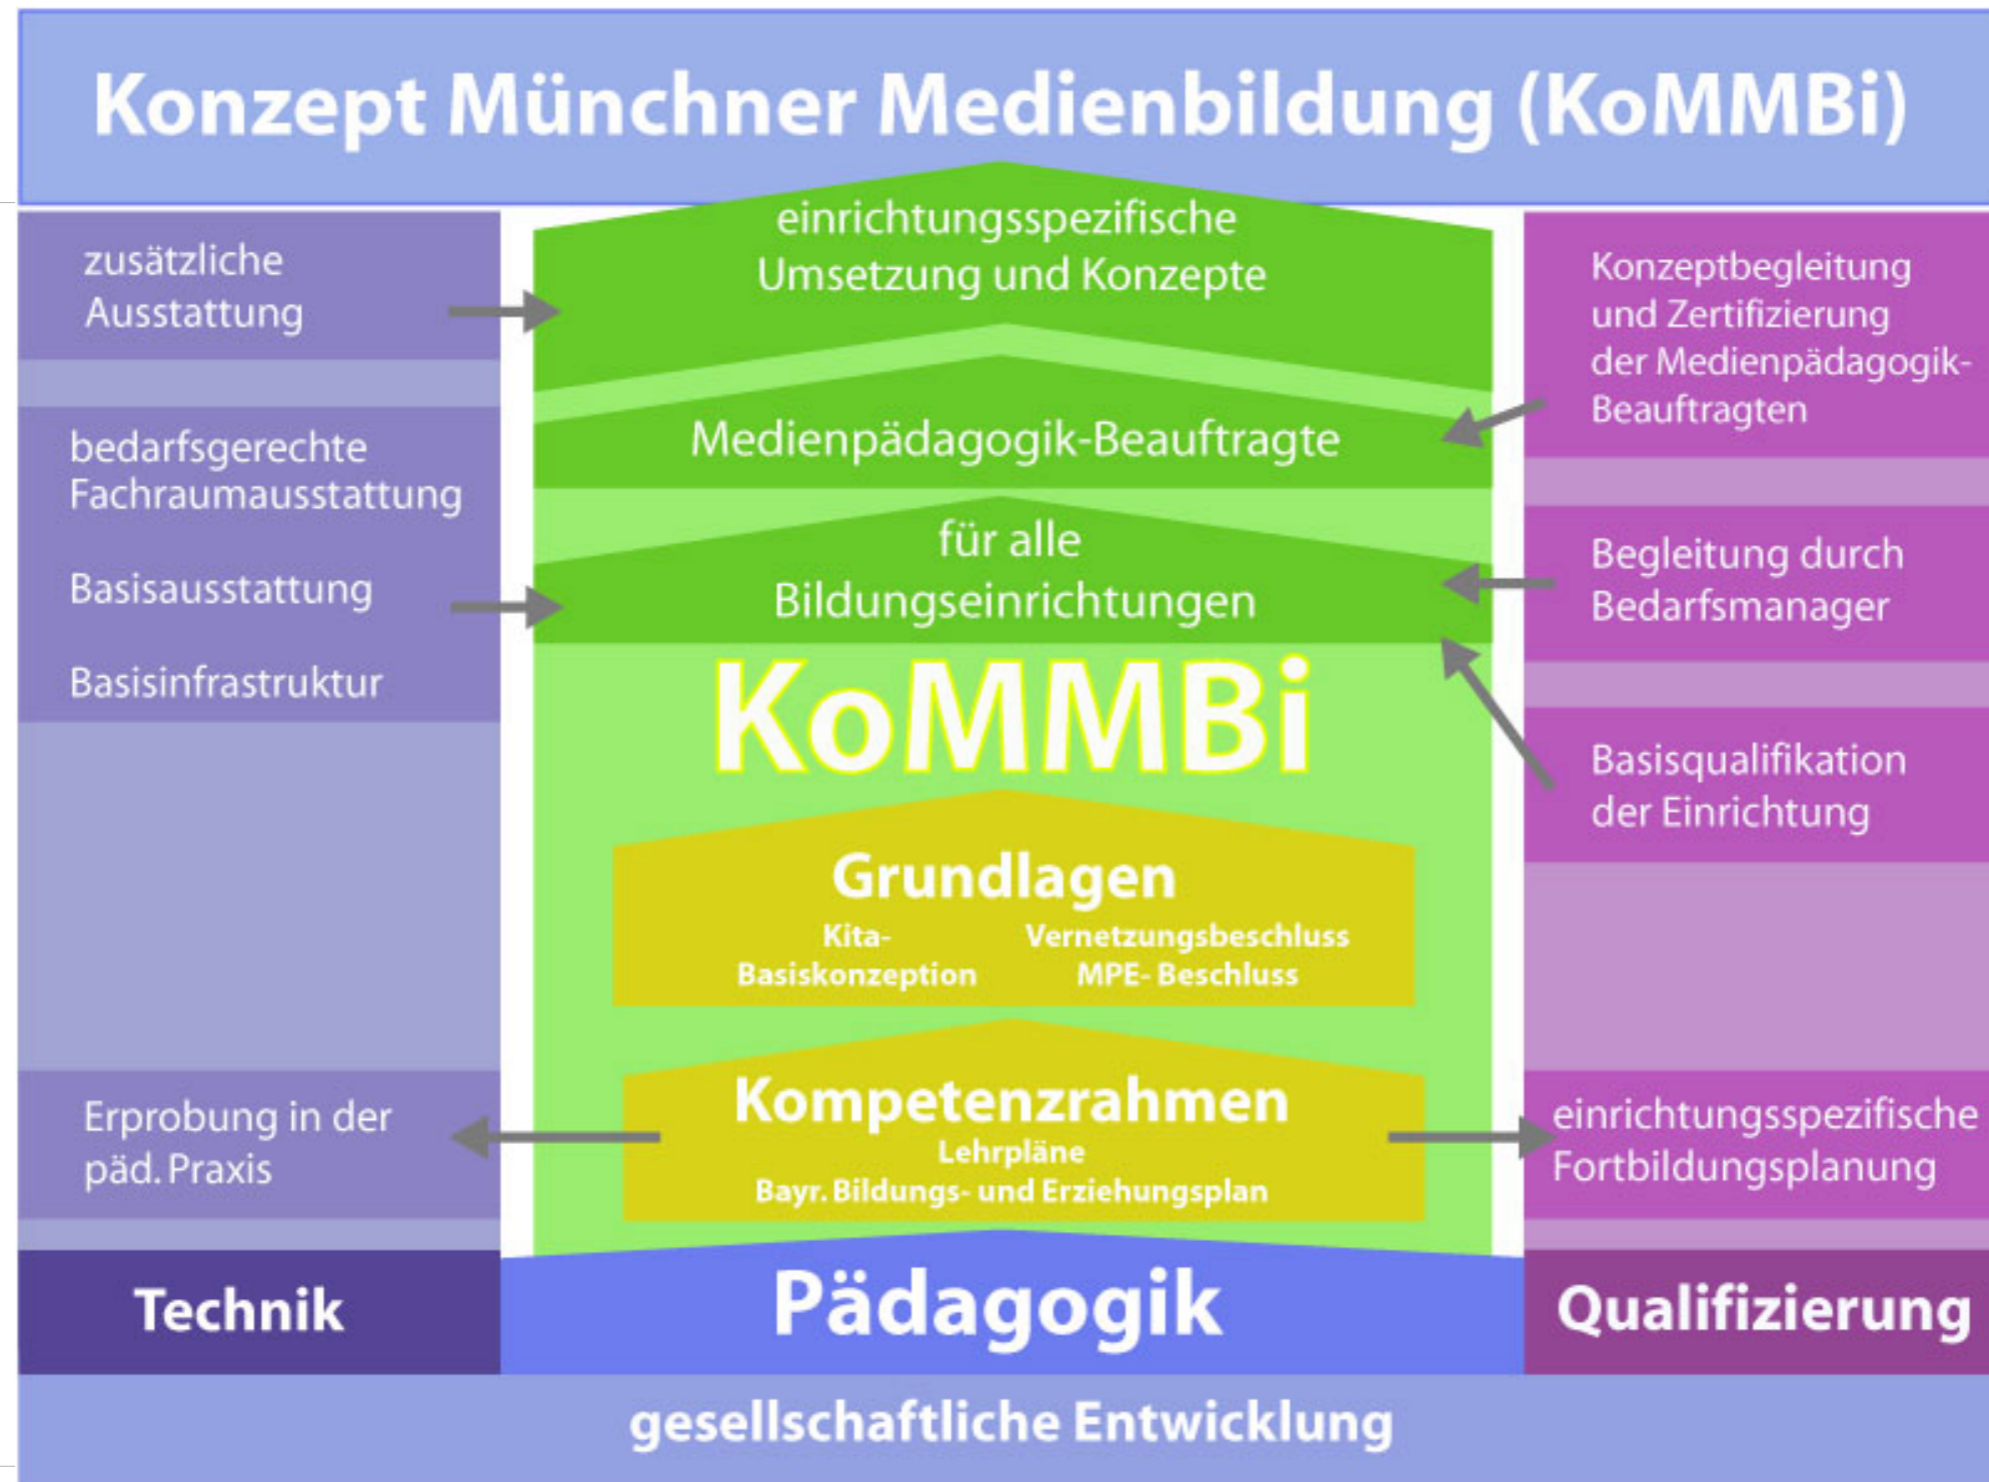 Konzept Münchner Medienbildung (KoMMBi)
zusätzliche
Ausstattung
bedarfsgerechte
Fachraumausstattung
Basisausstattung
Basisinfrastruktur
Erprobung in der
päd. Praxis
Technik
einrichtungsspezifische
Umsetzung und Konzepte
Medienpädagogik-Beauftragte
für alle
Bildungseinrichtungen
KoMMBi
Grundlagen
Kita-
Basiskonzeption
Vernetzungsbeschluss
MPE- Beschluss
Kompetenzrahmen
Lehrpläne
Bayr. Bildungs- und Erziehungsplan
Pädagogik
Konzeptbegleitung
und Zertifizierung
der Medienpädagogik-
Beauftragten
Begleitung durch
Bedarfsmanager
Basisqualifikation
der Einrichtung
einrichtungsspezifische
Fortbildungsplanung
Qualifizierung
gesellschaftliche Entwicklung